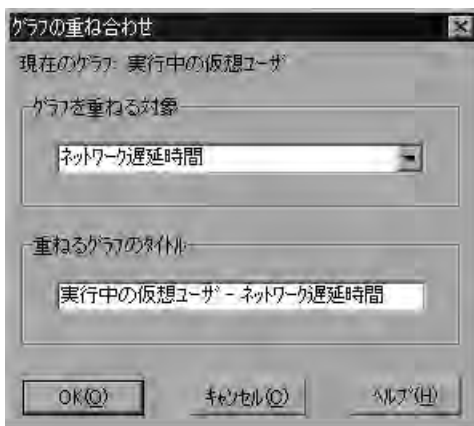 ｸﾞﾗﾌの重ね合わせ
現在のｸﾞﾗﾌ: 実行中の仮想ﾕｰｻﾞ
ｸﾞﾗﾌを重ねる対象
ﾈｯﾄﾜｰｸ遅延時間
重ねるｸﾞﾗﾌのﾀｲﾄﾙ
実行中の仮想ﾕｰｻﾞ - ﾈｯﾄﾜｰｸ遅延時間
OK(O)
ｷｬﾝｾﾙ(C)
ﾍﾙﾌﾟ(H)